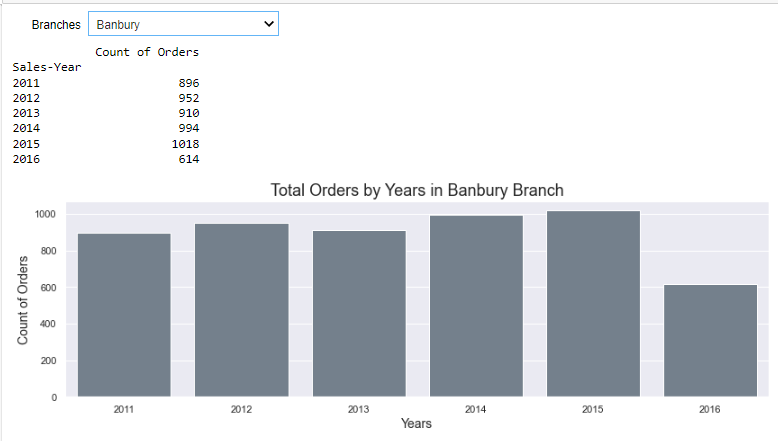 Branches Banbury
Count of Orders
Sales-Year
2011 896
2012 952
2013 910
2014 994
2015 1018
2016 614
Total Orders by Years in Banbury Branch
1000
800
600
400
200
0
Count of Orders
2011 2012 2013 2014 2015 2016
Years